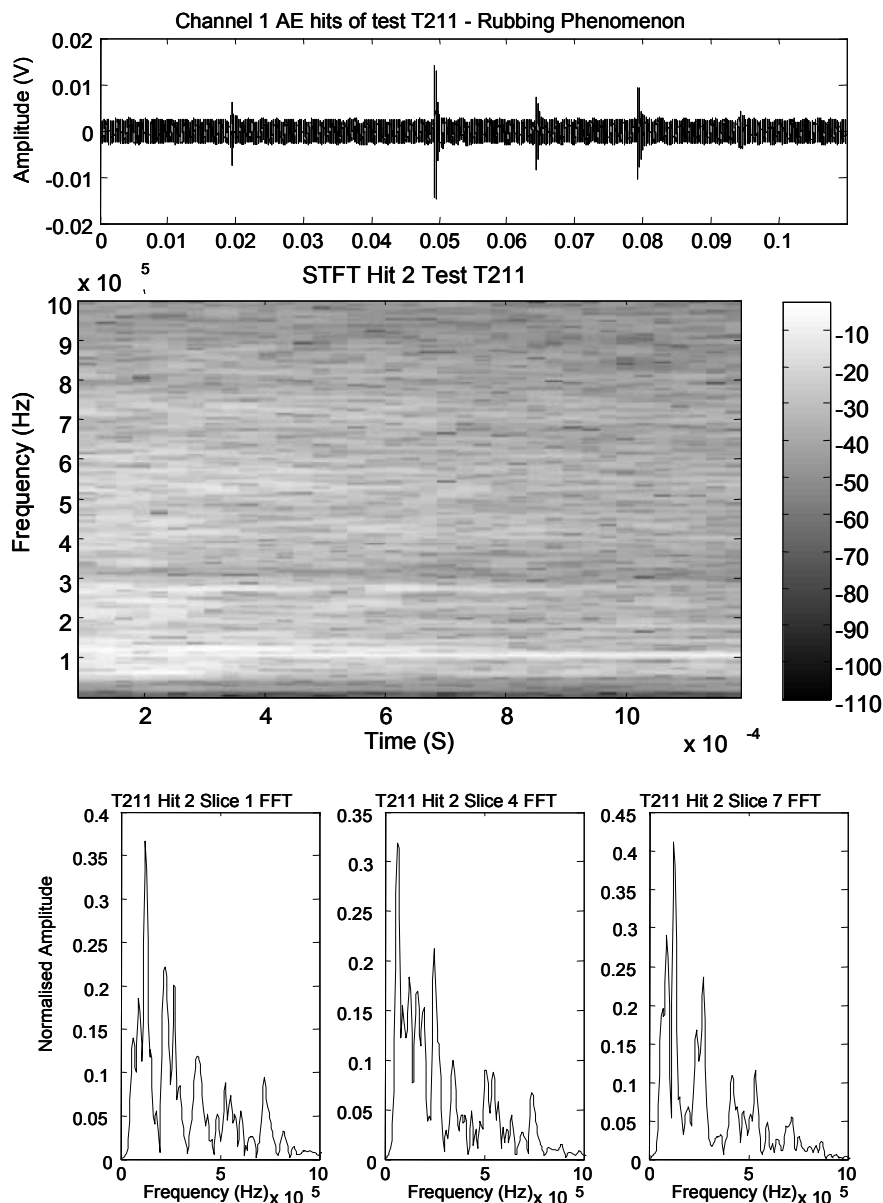 Channel 1 AE hits of test T211 - Rubbing Phenomenon
0.02
0.01
0
-0.01
-0.02
Amplitude (V)
0 0.01 0.02 0.03 0.04 0.05 0.06 0.07 0.08 0.09 0.1
x 10 5
STFT Hit 2 Test T211
10
9
8
7
6
5
4
3
2
1
Frequency (Hz)
2 4 6 8 10
Time (S)
x 10 -4
-10
-20
-30
-40
-50
-60
-70
-80
-90
-100
-110
T211 Hit 2 Slice 1 FFT
0.4
0.35
0.3
0.25
0.2
0.15
0.1
0.05
0
Normalised Amplitude
0 5 10
Frequency (Hz) x 10 5
T211 Hit 2 Slice 4 FFT
0.35
0.3
0.25
0.2
0.15
0.1
0.05
0
0 5 10
Frequency (Hz) x 10 5
T211 Hit 2 Slice 7 FFT
0.45
0.4
0.35
0.3
0.25
0.2
0.15
0.1
0.05
0
0 5 10
Frequency (Hz) x 10 5